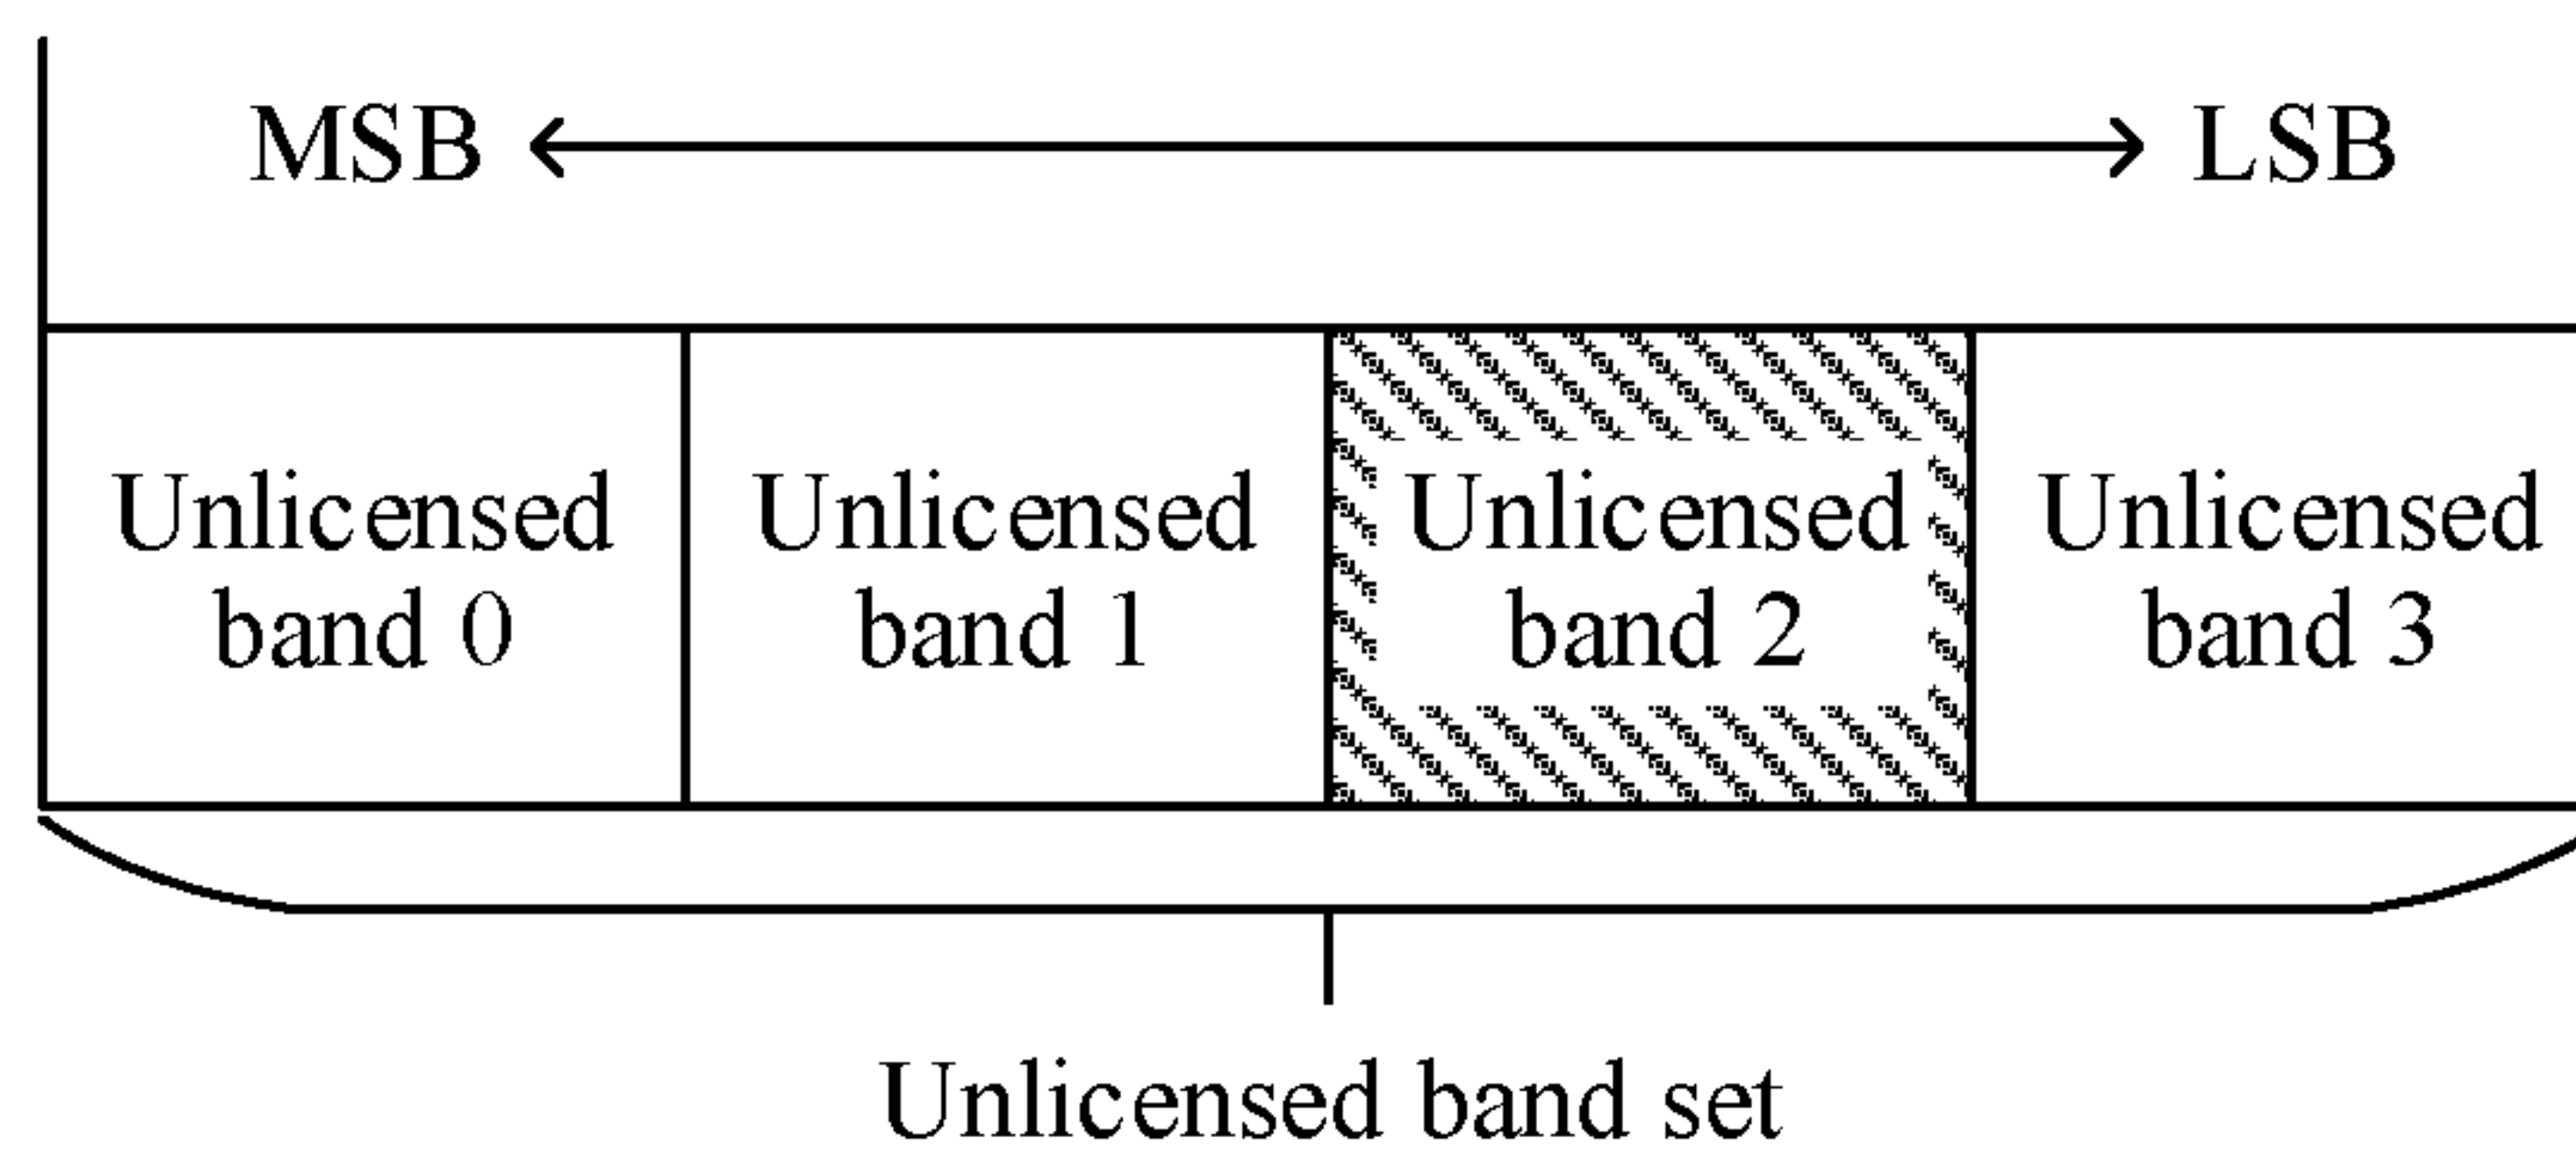 MSB LSB
Unlicensed band 0
Unlicensed band 1
Unlicensed band 2
Unlicensed band 3
Unlicensed band set